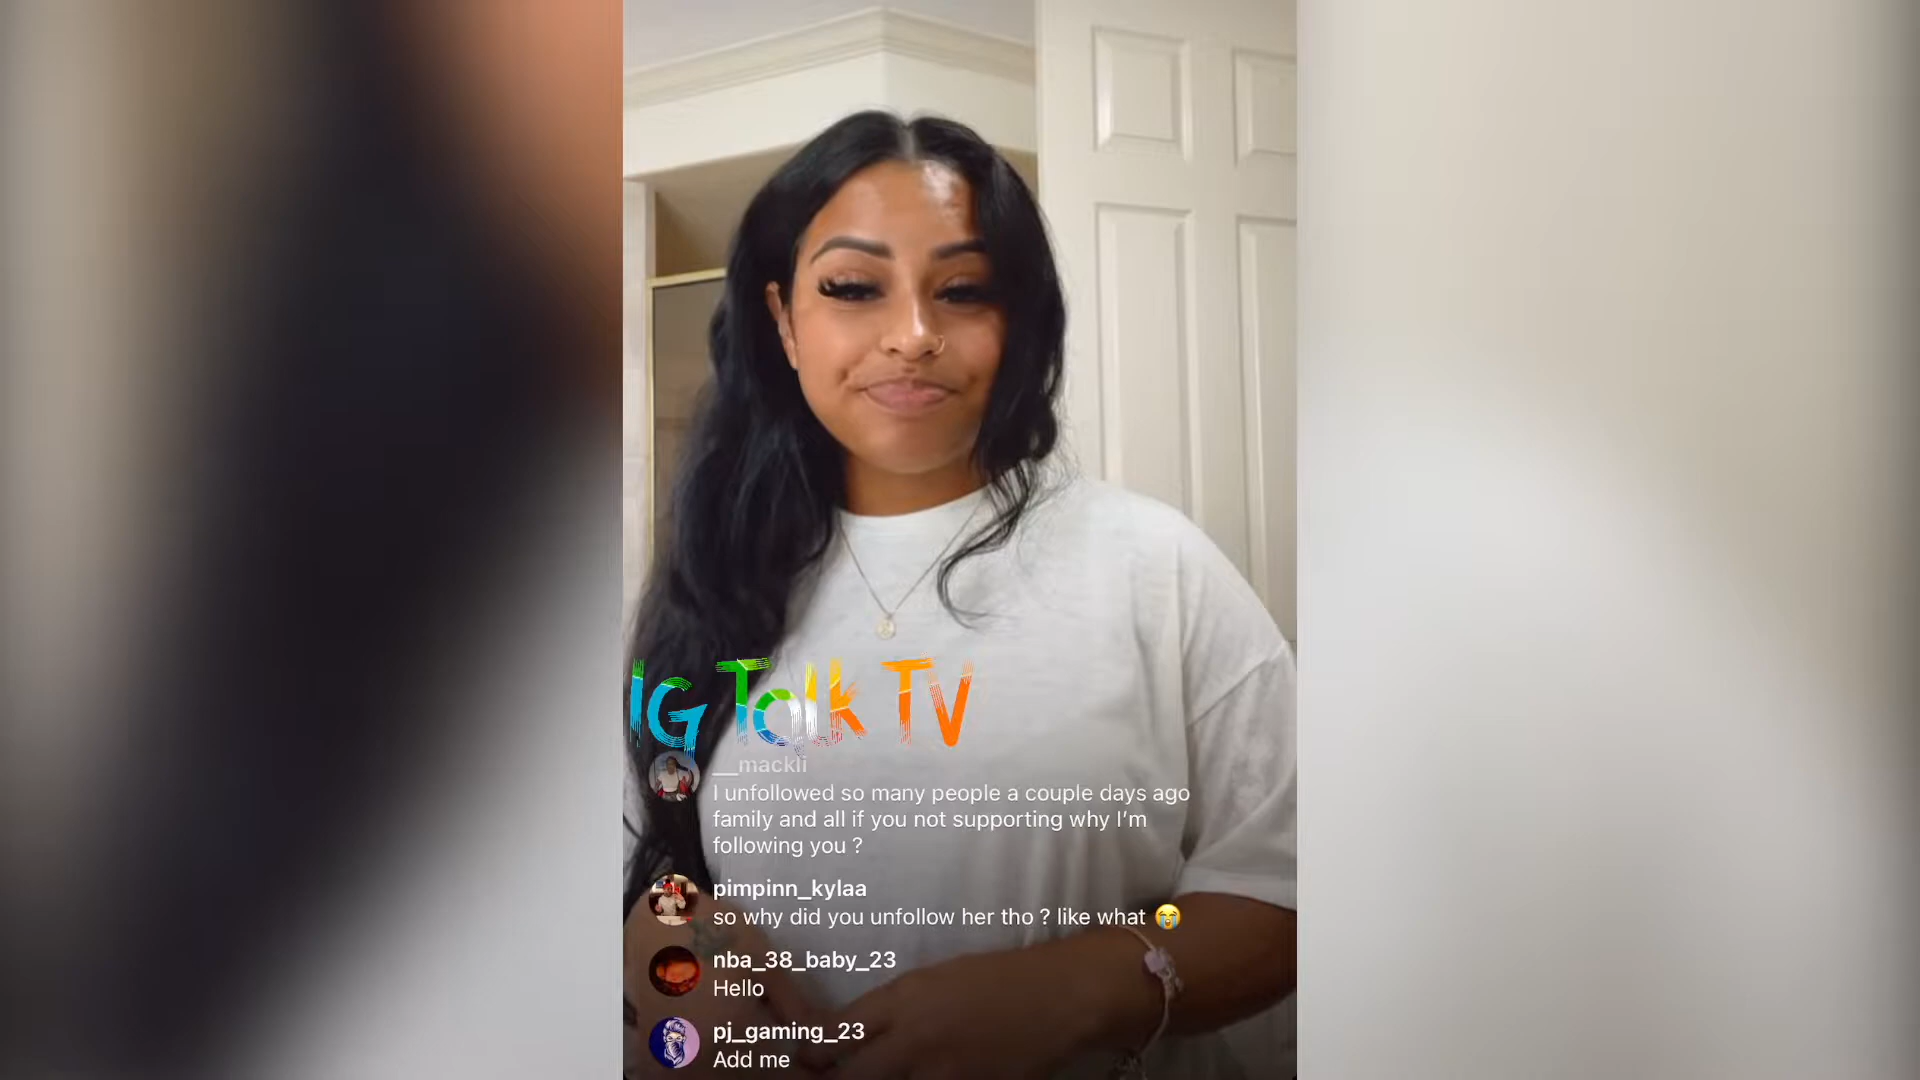 IG Talk TV
__mackli
I unfollowed so many people a couple days ago
family and all if you not supporting why I'm
following you ?
pimpinn_kylaa
so why did you unfollow her tho ? like what 😭
nba_38_baby_23
Hello
pj_gaming_23
Add me